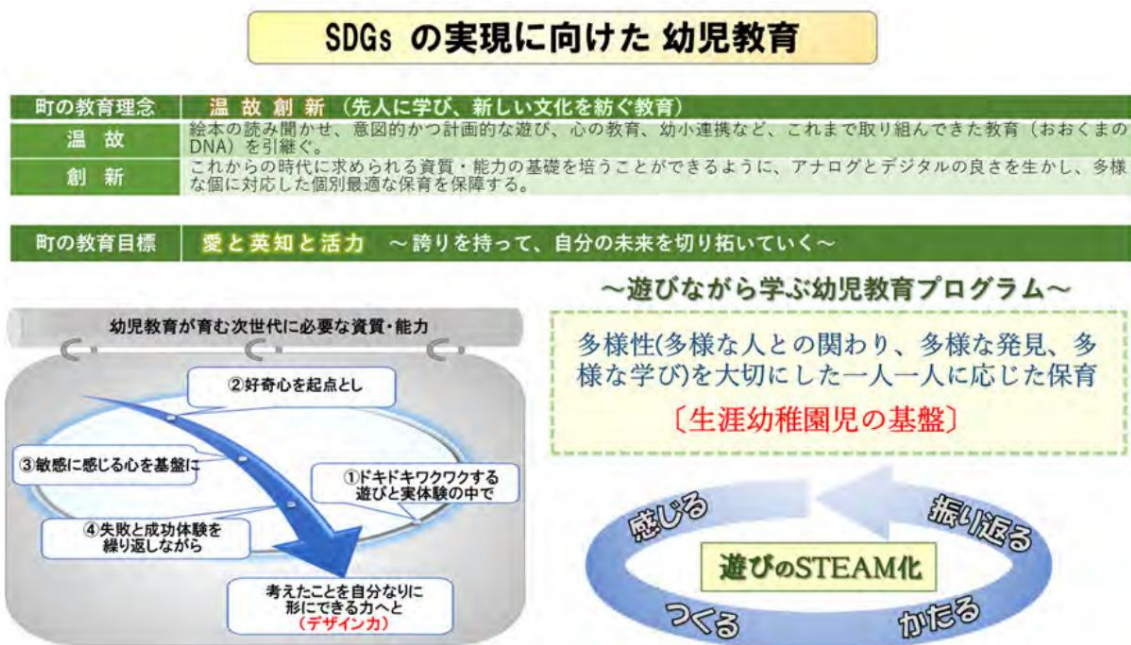 SDGs の実現に向けた 幼児教育
町の教育理念 温故創新（先人に学び、新しい文化を紡ぐ教育）
温 故 絵本の読み聞かせ、意図的かつ計画的な遊び、心の教育、幼小連携など、これまで取り組んできた教育（おおくまの
DNA）を引継ぐ。
創 新 これからの時代に求められる資質・能力の基礎を培うことができるように、アナログとデジタルの良さを生かし、多様
な個に対応した個別最適な保育を保障する。
町の教育目標 愛と英知と活力 ～誇りを持って、自分の未来を切り拓いていく～
幼児教育が育む次世代に必要な資質・能力
②好奇心を起点とし
③敏感に感じる心を基盤に
①ドキドキワクワクする
遊びと実体験の中で
④失敗と成功体験を
繰り返しながら
考えたことを自分なりに
形にできる力へと
(デザイン力)
～遊びながら学ぶ幼児教育プログラム～
多様性(多様な人との関わり、多様な発見、多
様な学び)を大切にした一人一人に応じた保育
〔生涯幼稚園児の基盤〕
感じる
振り返る
遊びのSTEAM化
つくる
かたる